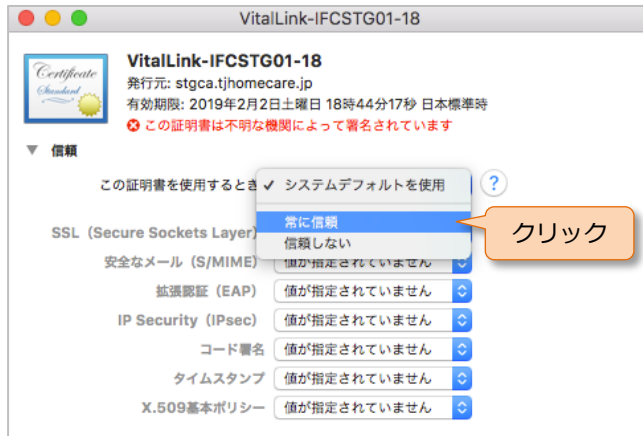 VitalLink-IFCSTG01-18
Certificate
Standard
VitalLink-IFCSTG01-18
発行元: stgca.tjhomecare.jp
有効期限: 2019年2月2日土曜日 18時44分17秒 日本標準時
この証明書は不明な機関によって署名されています
信頼
この証明書を使用するとき ✓ システムデフォルトを使用 ?
常に信頼
クリック
SSL (Secure Sockets Layer)
信頼しない
安全なメール (S/MIME) 値が指定されていません
拡張認証 (EAP) 値が指定されていません
IP Security (IPsec) 値が指定されていません
コード署名 値が指定されていません
タイムスタンプ 値が指定されていません
X.509基本ポリシー 値が指定されていません